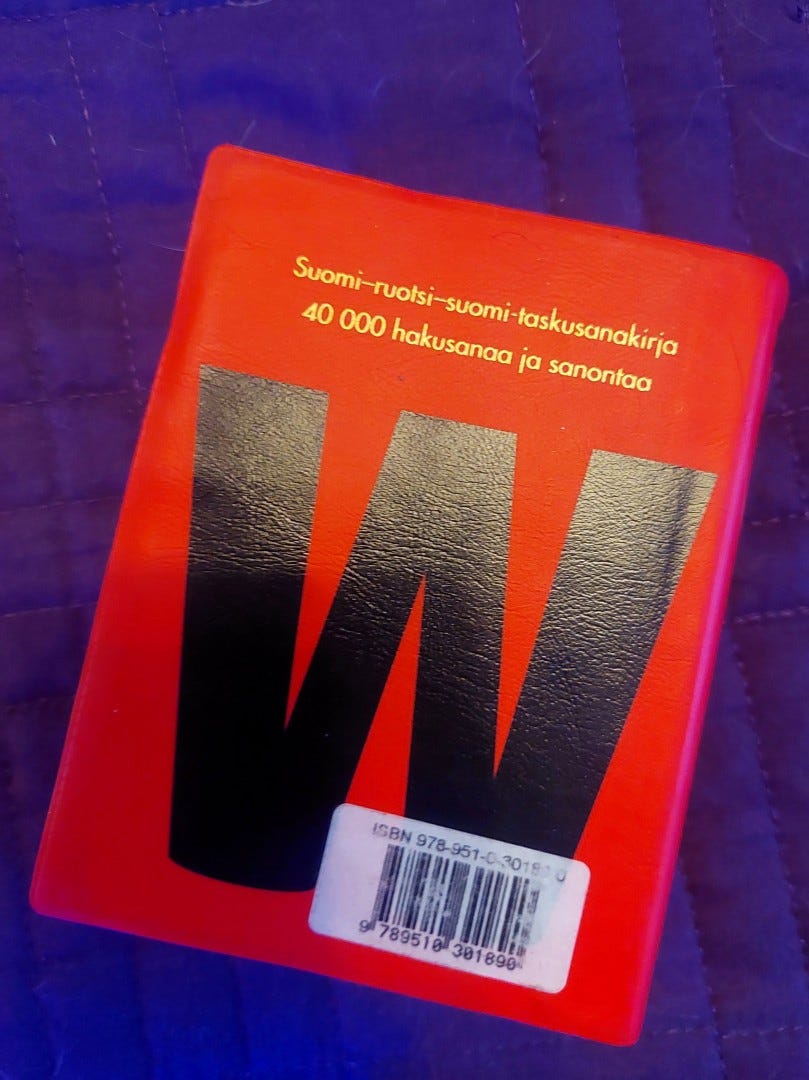 Suomi–ruotsi–suomi-taskusanakirja
40 000 hakusanaa ja sanontaa
W
ISBN 978-951-0-30189-0
9 789510 301890